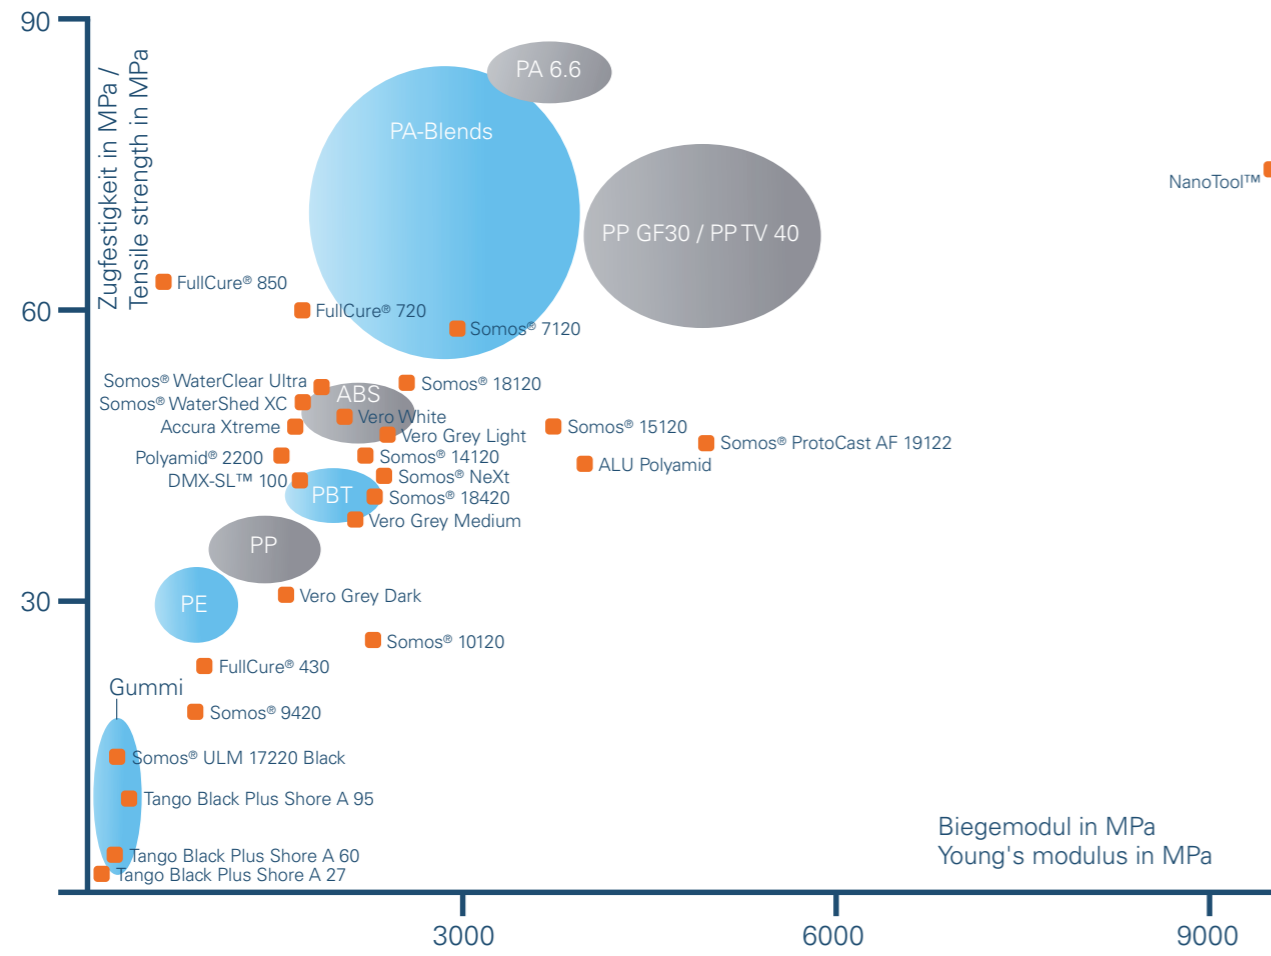 90
Zugfestigkeit in MPa /
Tensile strength in MPa
PA 6.6
PA-Blends
NanoTool™
PP GF30 / PP TV 40
FullCure® 850
60
FullCure® 720
Somos® 7120
Somos® WaterClear Ultra
Somos® 18120
ABS
Somos® WaterShed XC
Vero White
Accura Xtreme
Somos® 15120
Vero Grey Light
Somos® ProtoCast AF 19122
Polyamid® 2200
Somos® 14120
ALU Polyamid
DMX-SL™ 100
Somos® NeXt
PBT
Somos® 18420
Vero Grey Medium
PP
Vero Grey Dark
30
PE
Somos® 10120
FullCure® 430
Gummi
Somos® 9420
Somos® ULM 17220 Black
Tango Black Plus Shore A 95
Biegemodul in MPa
Young's modulus in MPa
Tango Black Plus Shore A 60
Tango Black Plus Shore A 27
3000
6000
9000